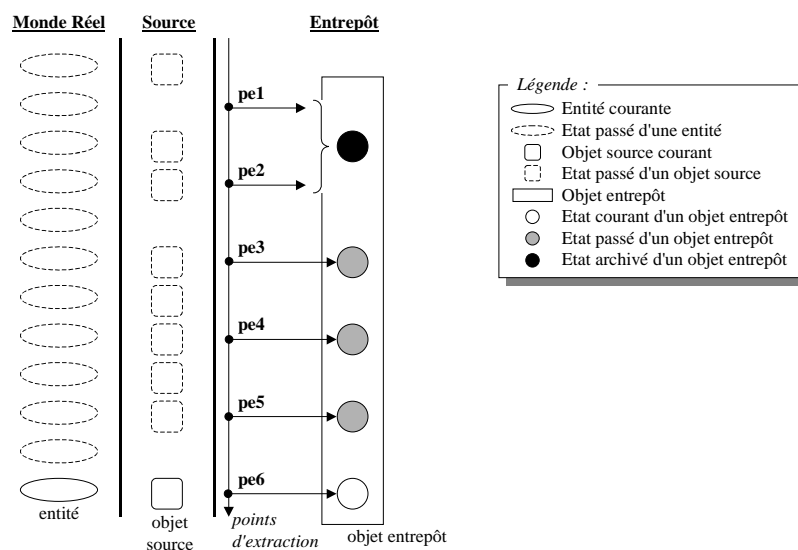 Monde Réel
Source
Entrepôt
pe1
pe2
pe3
pe4
pe5
pe6
entité
objet
source
points
d'extraction
objet entrepôt
Légende :
Entité courante
Etat passé d'une entité
Objet source courant
Etat passé d'un objet source
Objet entrepôt
Etat courant d'un objet entrepôt
Etat passé d'un objet entrepôt
Etat archivé d'un objet entrepôt